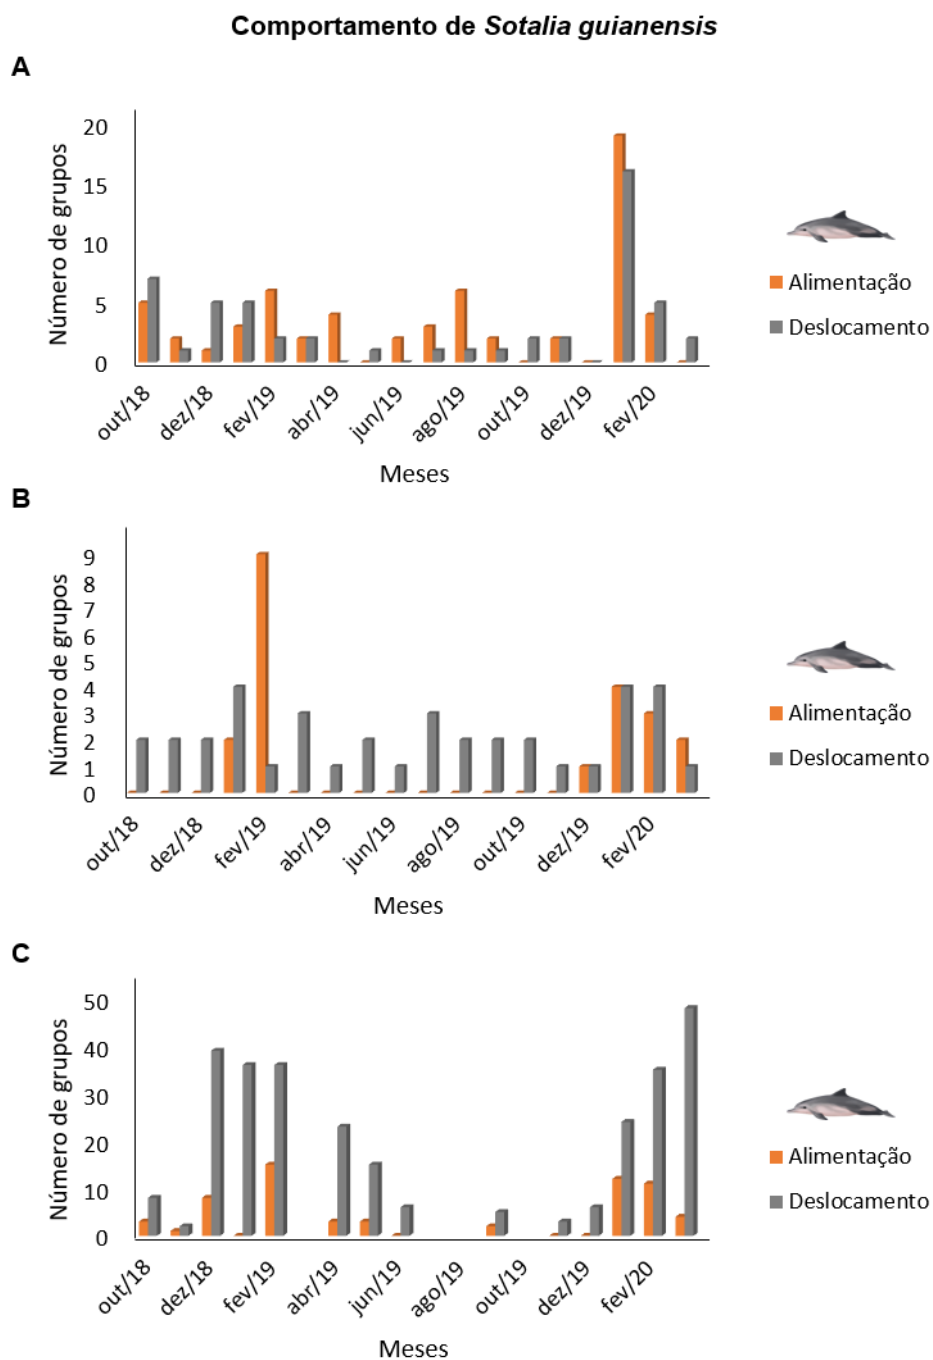 Comportamento de Sotalia guianensis
A
Número de grupos
20
15
10
5
0
out/18 dez/18 fev/19 abr/19 jun/19 ago/19 out/19 dez/19 fev/20
Meses
Alimentação
Deslocamento
B
Número de grupos
9
8
7
6
5
4
3
2
1
0
out/18 dez/18 fev/19 abr/19 jun/19 ago/19 out/19 dez/19 fev/20
Meses
Alimentação
Deslocamento
C
Número de grupos
50
40
30
20
10
0
out/18 dez/18 fev/19 abr/19 jun/19 ago/19 out/19 dez/19 fev/20
Meses
Alimentação
Deslocamento